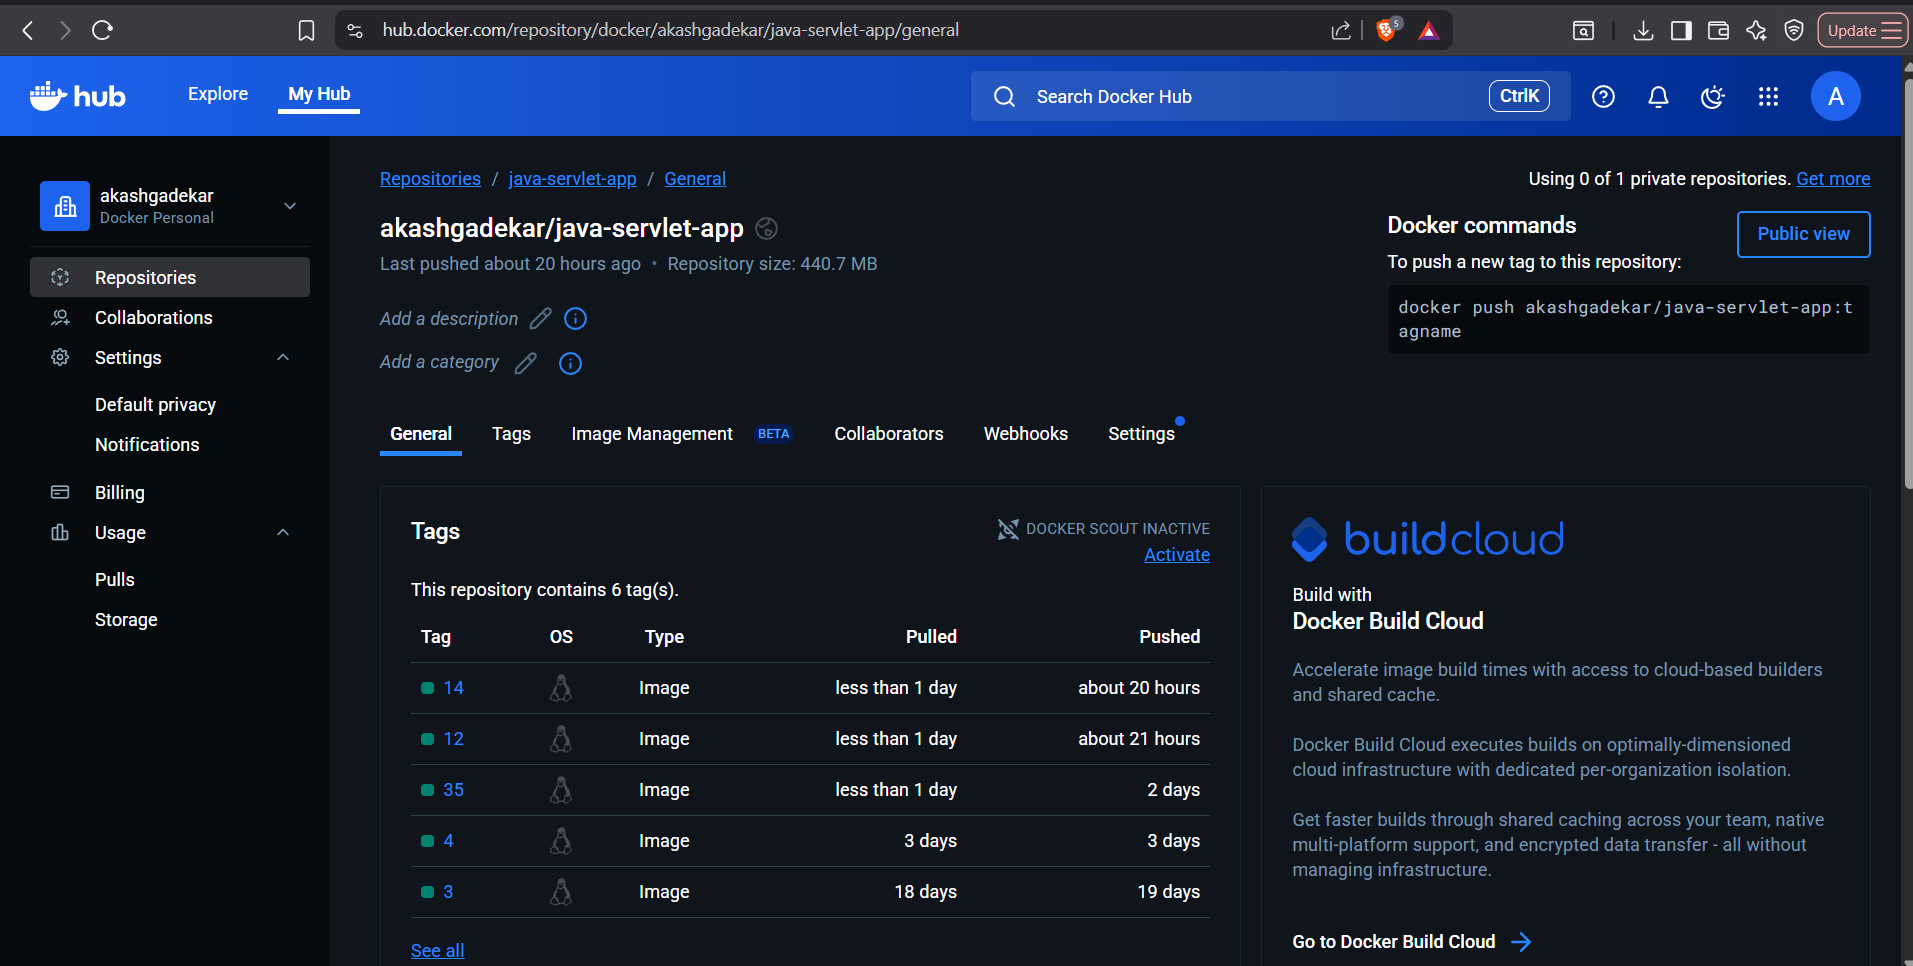 hub.docker.com/repository/docker/akashgadekar/java-servlet-app/general
5
Update
hub
Explore
My Hub
Search Docker Hub
CtrlK
A
akashgadekar
Docker Personal
Repositories
Collaborations
Settings
Default privacy
Notifications
Billing
Usage
Pulls
Storage
Repositories / java-servlet-app / General
Using 0 of 1 private repositories. Get more
akashgadekar/java-servlet-app
Last pushed about 20 hours ago • Repository size: 440.7 MB
Add a description
Add a category
Docker commands
Public view
To push a new tag to this repository:
docker push akashgadekar/java-servlet-app:t
agname
General
Tags
Image Management BETA
Collaborators
Webhooks
Settings
Tags
DOCKER SCOUT INACTIVE
Activate
This repository contains 6 tag(s).
Tag OS Type Pulled Pushed
14 Image less than 1 day about 20 hours
12 Image less than 1 day about 21 hours
35 Image less than 1 day 2 days
4 Image 3 days 3 days
3 Image 18 days 19 days
See all
buildcloud
Build with
Docker Build Cloud
Accelerate image build times with access to cloud-based builders
and shared cache.
Docker Build Cloud executes builds on optimally-dimensioned
cloud infrastructure with dedicated per-organization isolation.
Get faster builds through shared caching across your team, native
multi-platform support, and encrypted data transfer - all without
managing infrastructure.
Go to Docker Build Cloud